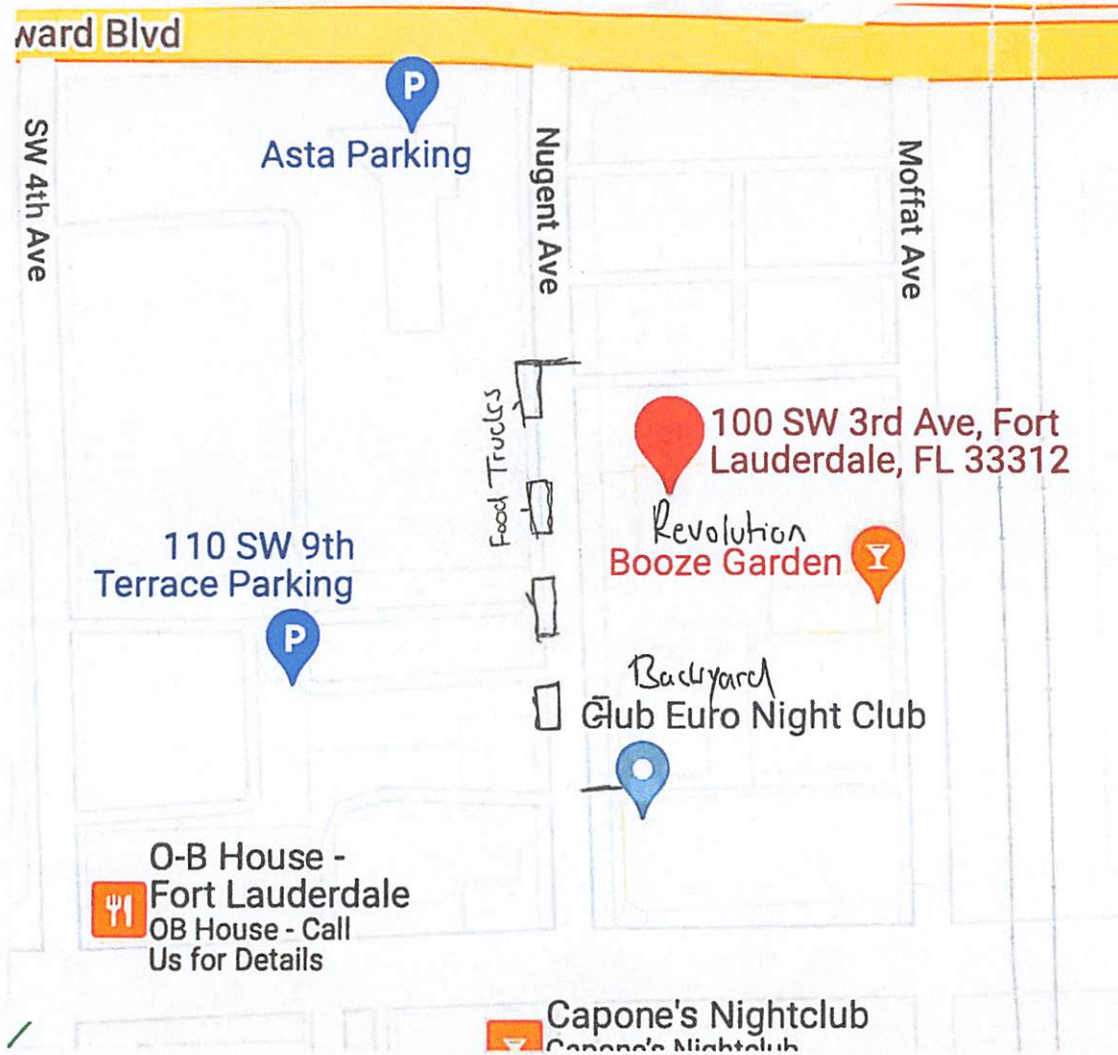 ward Blvd
P
Asta Parking
SW 4th Ave
Nugent Ave
Moffat Ave
Food Trucks
100 SW 3rd Ave, Fort
Lauderdale, FL 33312
Revolution
Booze Garden
110 SW 9th
Terrace Parking
P
Backyard
Club Euro Night Club
O-B House -
Fort Lauderdale
OB House - Call
Us for Details
Capone's Nightclub
Capone's Nightclub